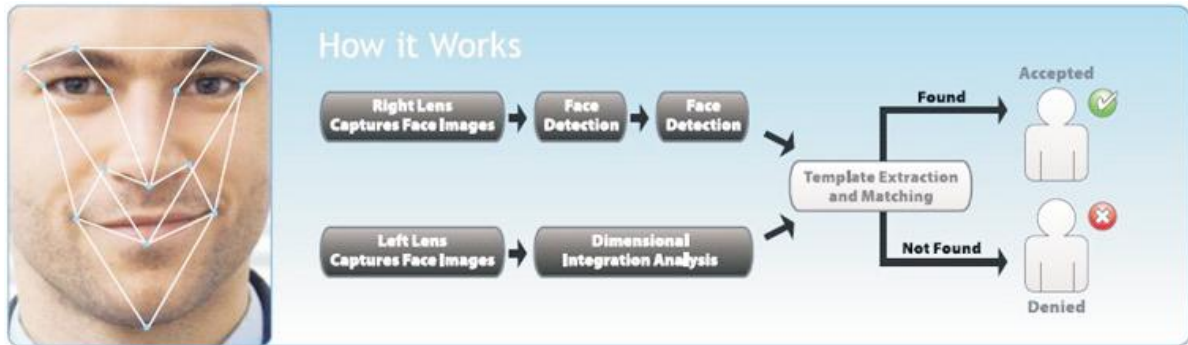 How it Works
Right Lens
Captures Face Images
Face
Detection
Face
Detection
Left Lens
Captures Face Images
Dimensional
Integration Analysis
Template Extraction
and Matching
Found
Accepted
Not Found
Denied